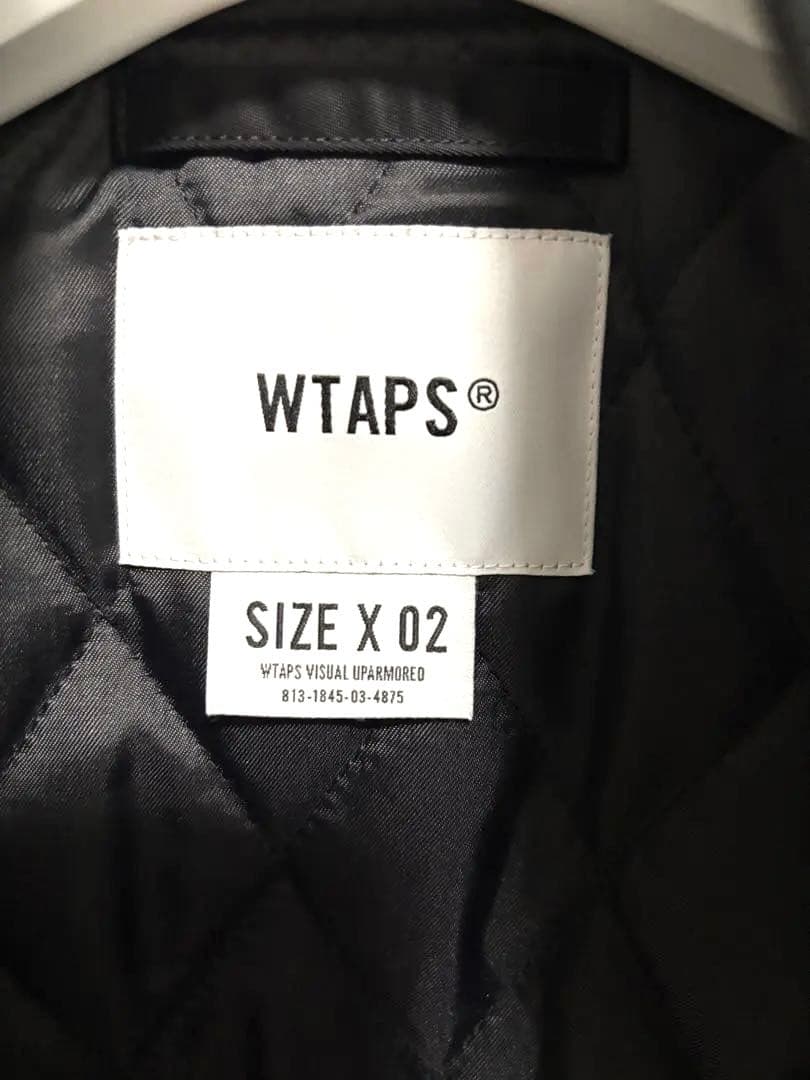 WTAPS®
SIZE X 02
WTAPS VISUAL UPARMORED
813-1845-03-4875